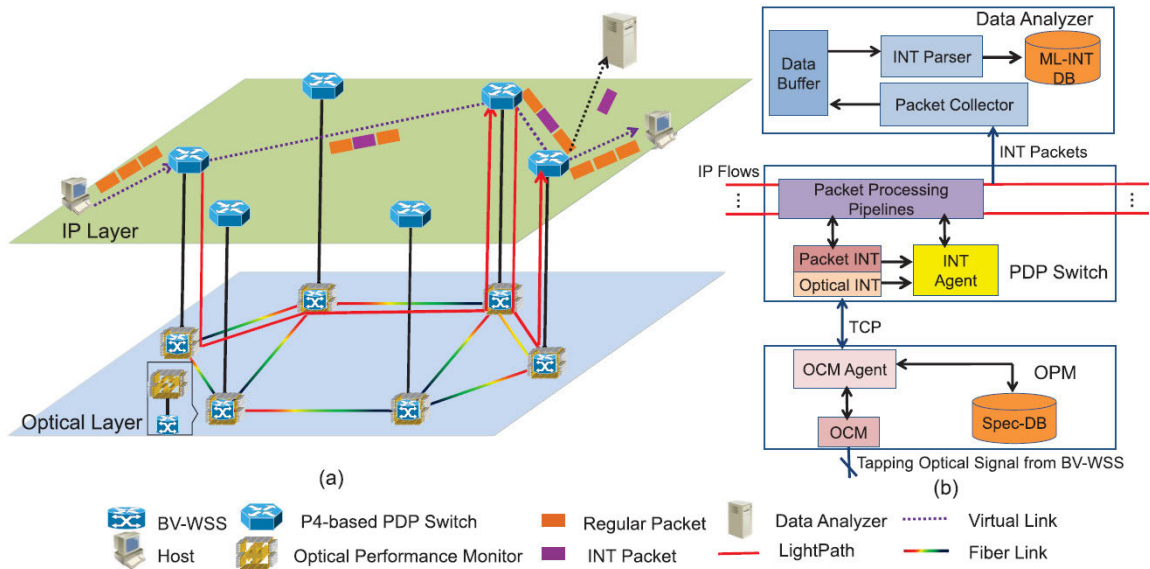 IP Layer
Optical Layer
(a)
Data Analyzer
Data
Buffer
INT Parser
ML-INT
DB
Packet Collector
INT Packets
IP Flows
Packet Processing
Pipelines
Packet INT
Optical INT
INT
Agent
PDP Switch
TCP
OCM Agent
OPM
Spec-DB
OCM
Tapping Optical Signal from BV-WSS
(b)
BV-WSS
P4-based PDP Switch
Regular Packet
Data Analyzer
Virtual Link
Host
Optical Performance Monitor
INT Packet
LightPath
Fiber Link